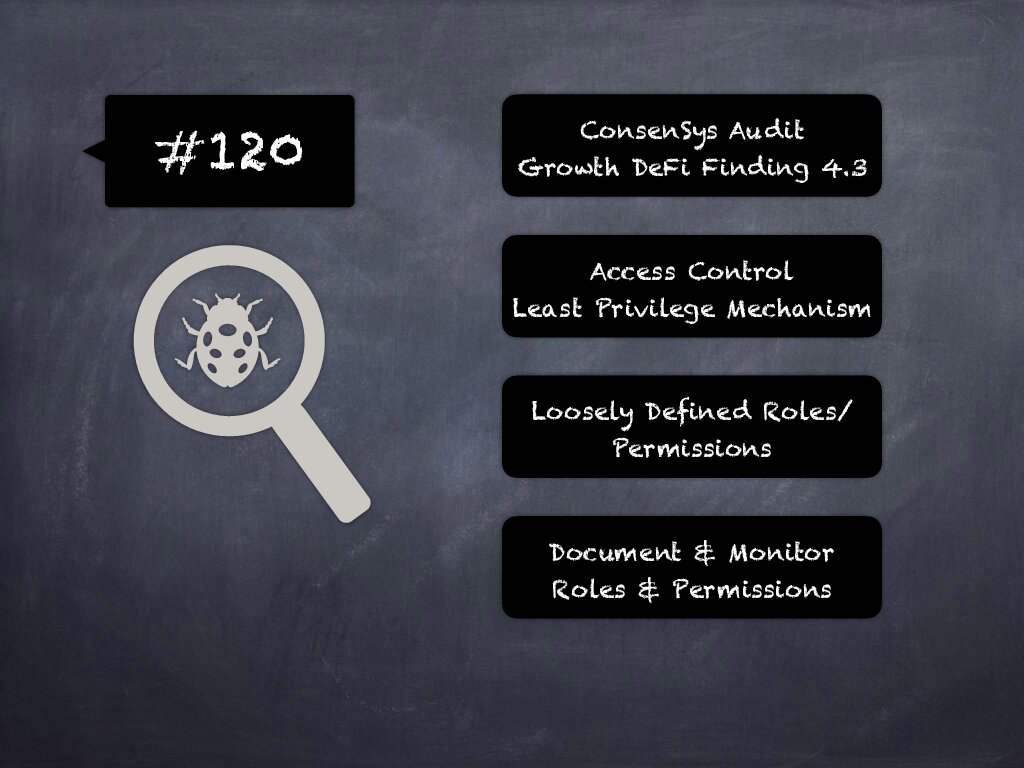 #120
ConsenSys Audit
Growth DeFi Finding 4.3
Access Control
Least Privilege Mechanism
Loosely Defined Roles/
Permissions
Document & Monitor
Roles & Permissions